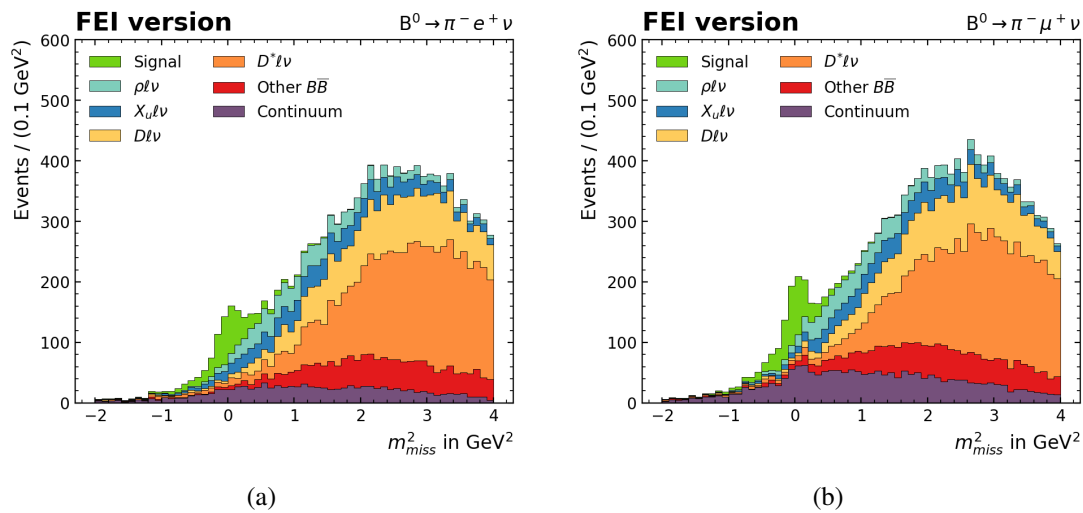 FEI version
B⁰ → π⁻ e⁺ ν
Events / (0.1 GeV²)
600
500
400
300
200
100
0
Signal
ρℓν
X_uℓν
Dℓν
D*ℓν
Other BB̅
Continuum
−2 −1 0 1 2 3 4
m²_miss in GeV²
(a)
FEI version
B⁰ → π⁻ μ⁺ ν
Events / (0.1 GeV²)
600
500
400
300
200
100
0
Signal
ρℓν
X_uℓν
Dℓν
D*ℓν
Other BB̅
Continuum
−2 −1 0 1 2 3 4
m²_miss in GeV²
(b)